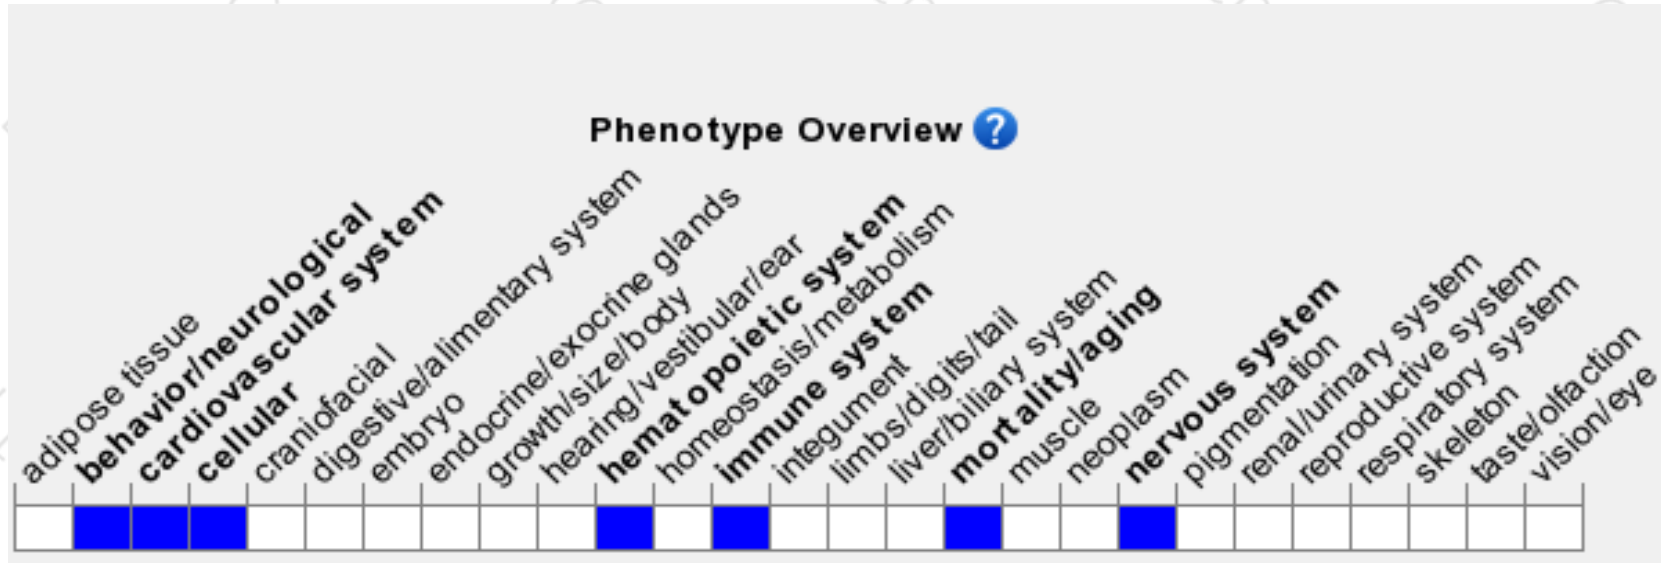 Phenotype Overview ?
adipose tissue
behavior/neurological
cardiovascular system
cellular
craniofacial
digestive/alimentary system
embryo
endocrine/exocrine glands
growth/size/body
hearing/vestibular/ear
hematopoietic system
homeostasis/metabolism
immune system
integument
limbs/digits/tail
liver/biliary system
mortality/aging
muscle
neoplasm
nervous system
pigmentation
renal/urinary system
reproductive system
respiratory system
skeleton
taste/olfaction
vision/eye